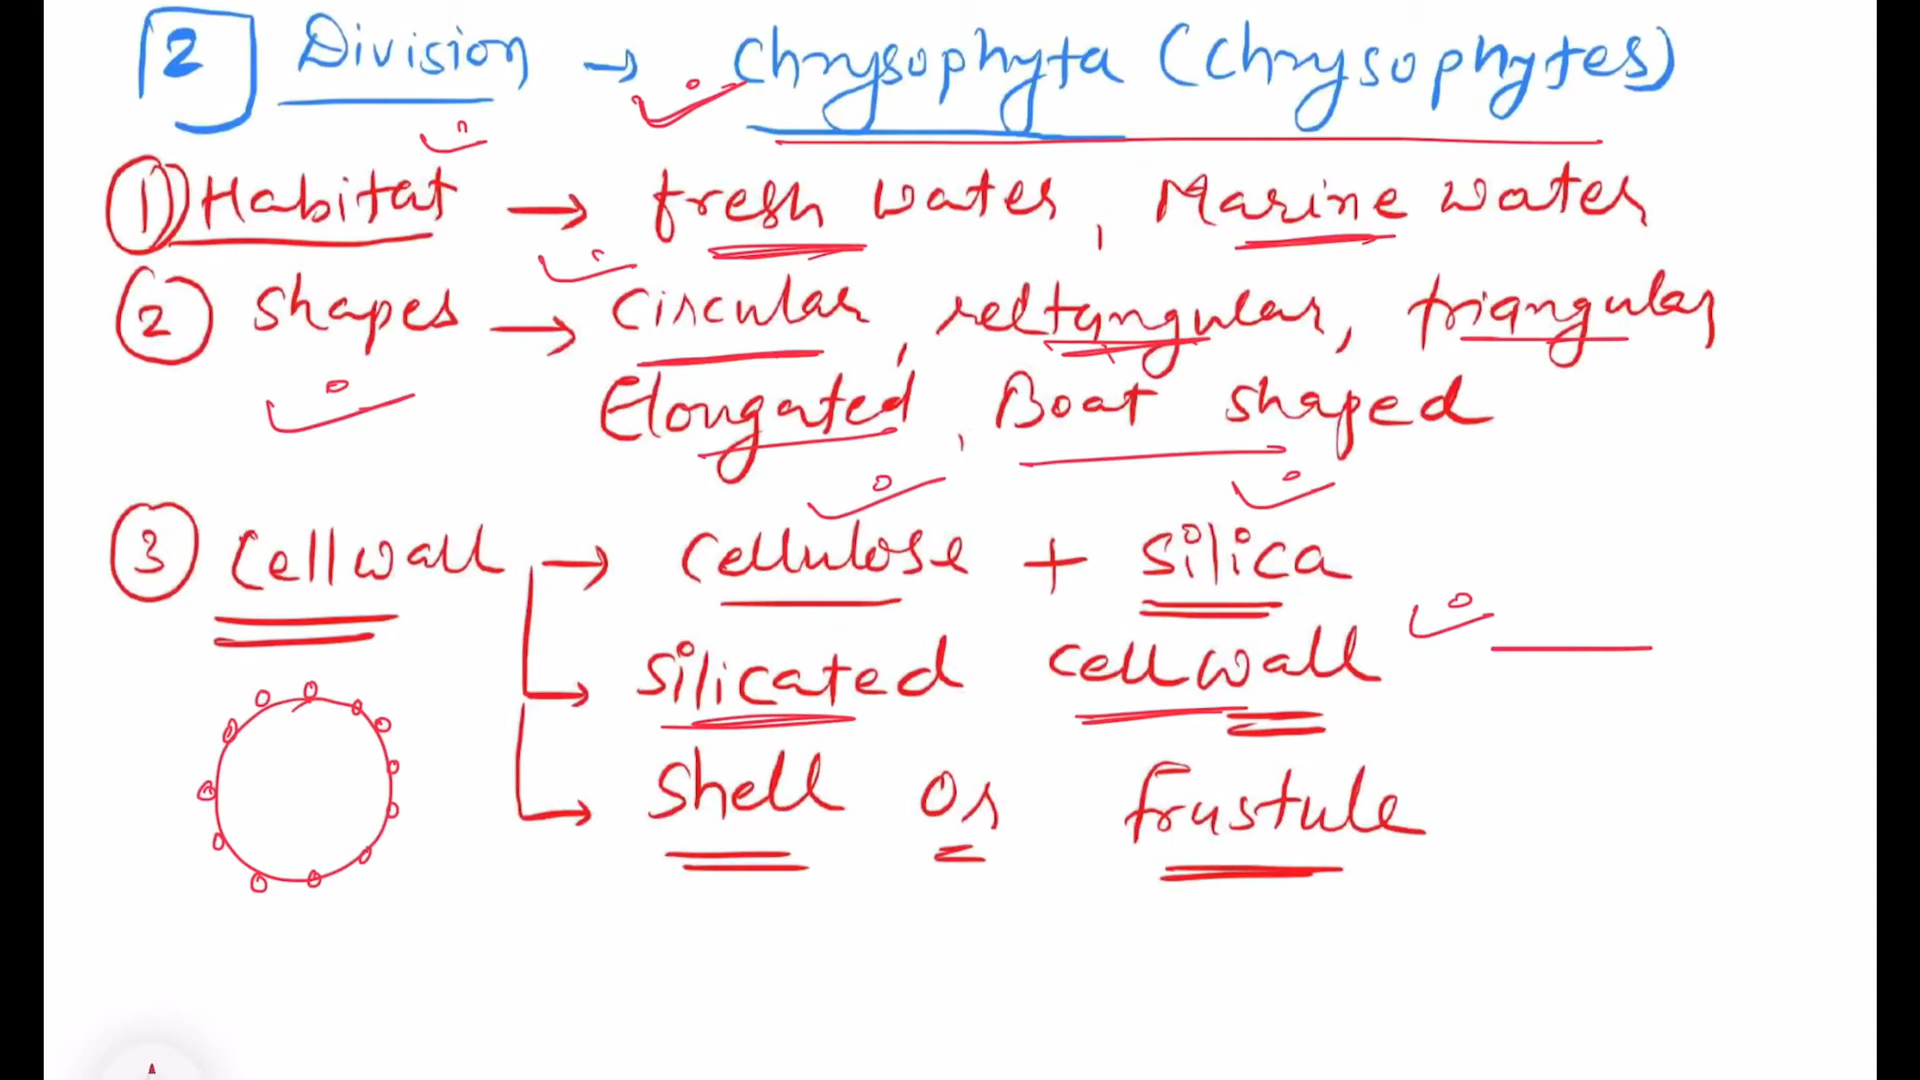 2 Division → Chrysophyta (Chrysophytes)
① Habitat → fresh water, Marine water
② shapes → Circular, rectangular, triangular
Elongated, Boat shaped
③ Cellwall → Cellulose + silica
→ silicated cellwall
→ shell or frustule